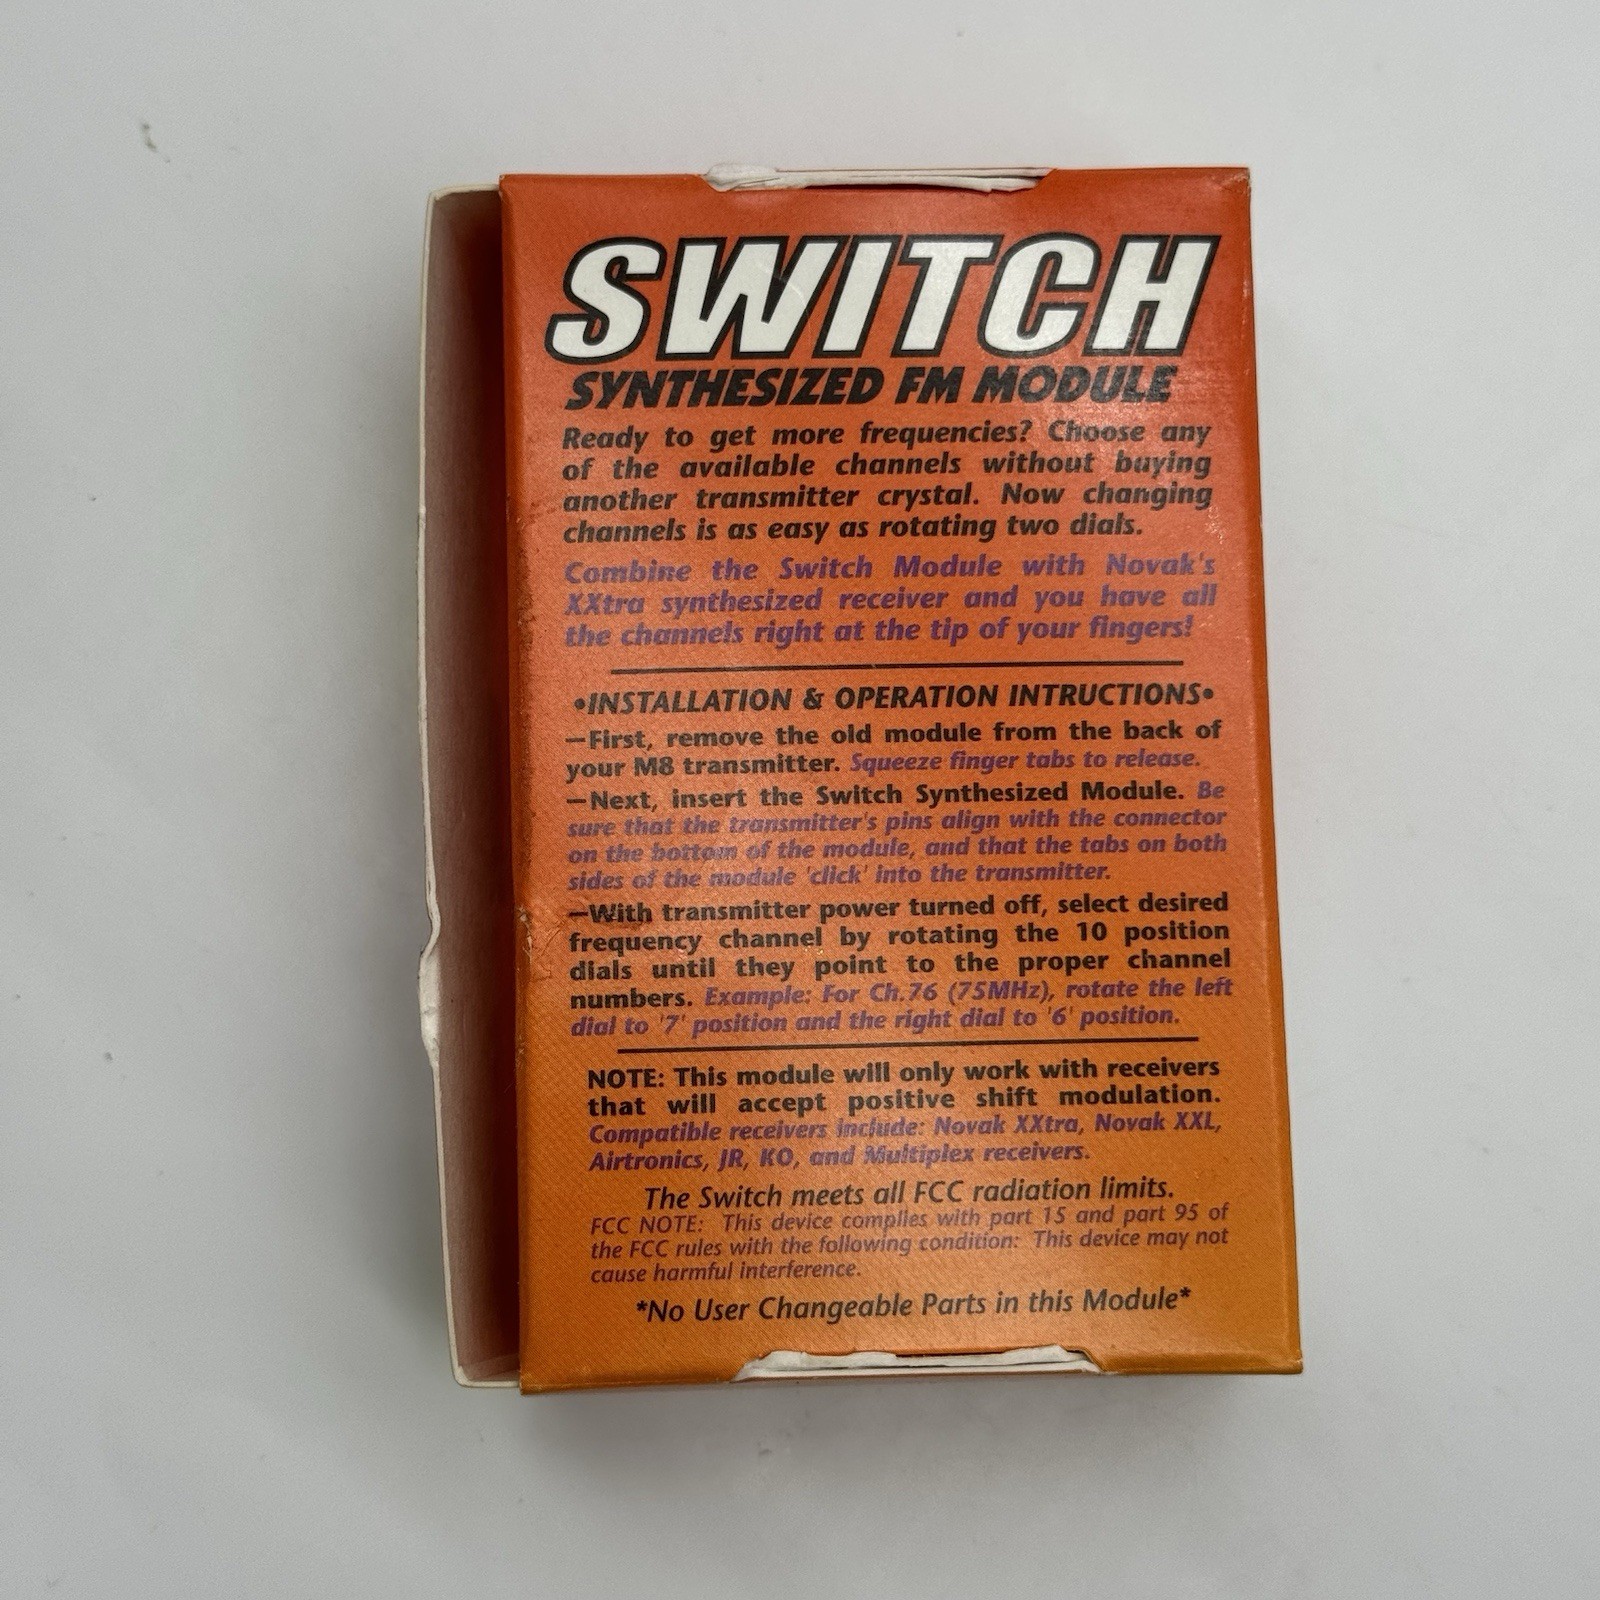 SWITCH
SYNTHESIZED FM MODULE
Ready to get more frequencies? Choose any
of the available channels without buying
another transmitter crystal. Now changing
channels is as easy as rotating two dials.
Combine the Switch Module with Novak's
XXtra synthesized receiver and you have all
the channels right at the tip of your fingers!
•INSTALLATION & OPERATION INTRUCTIONS•
—First, remove the old module from the back of
your M8 transmitter. Squeeze finger tabs to release.
—Next, insert the Switch Synthesized Module. Be
sure that the transmitter's pins align with the connector
on the bottom of the module, and that the tabs on both
sides of the module 'click' into the transmitter.
—With transmitter power turned off, select desired
frequency channel by rotating the 10 position
dials until they point to the proper channel
numbers. Example: For Ch.76 (75MHz), rotate the left
dial to '7' position and the right dial to '6' position.
NOTE: This module will only work with receivers
that will accept positive shift modulation.
Compatible receivers include: Novak XXtra, Novak XXL,
Airtronics, JR, KO, and Multiplex receivers.
The Switch meets all FCC radiation limits.
FCC NOTE: This device complies with part 15 and part 95 of
the FCC rules with the following condition: This device may not
cause harmful interference.
*No User Changeable Parts in this Module*